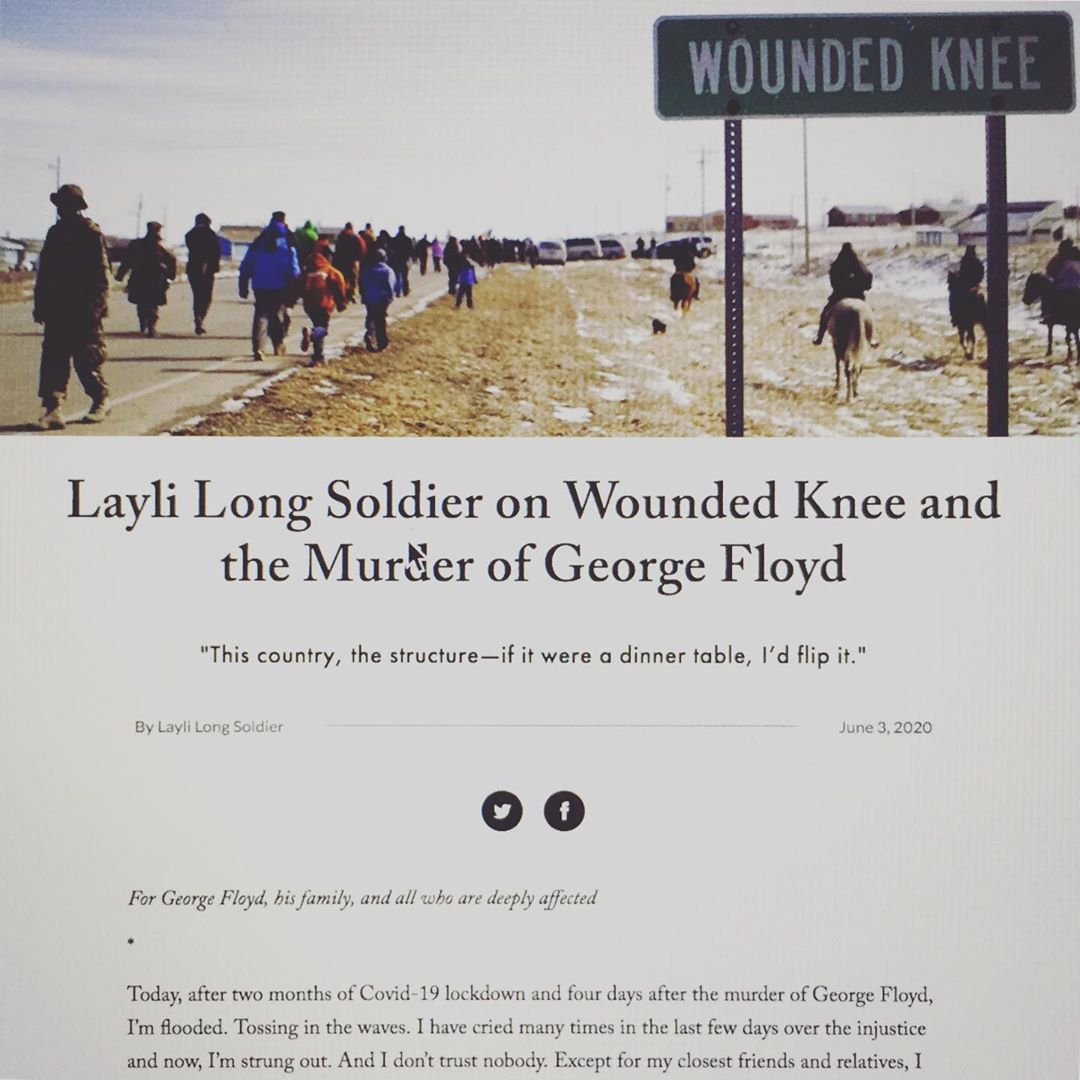 WOUNDED KNEE
Layli Long Soldier on Wounded Knee and
the Murder of George Floyd
"This country, the structure—if it were a dinner table, I’d flip it."
By Layli Long Soldier
June 3, 2020
For George Floyd, his family, and all who are deeply affected
*
Today, after two months of Covid-19 lockdown and four days after the murder of George Floyd,
I’m flooded. Tossing in the waves. I have cried many times in the last few days over the injustice
and now, I’m strung out. And I don’t trust nobody. Except for my closest friends and relatives, I